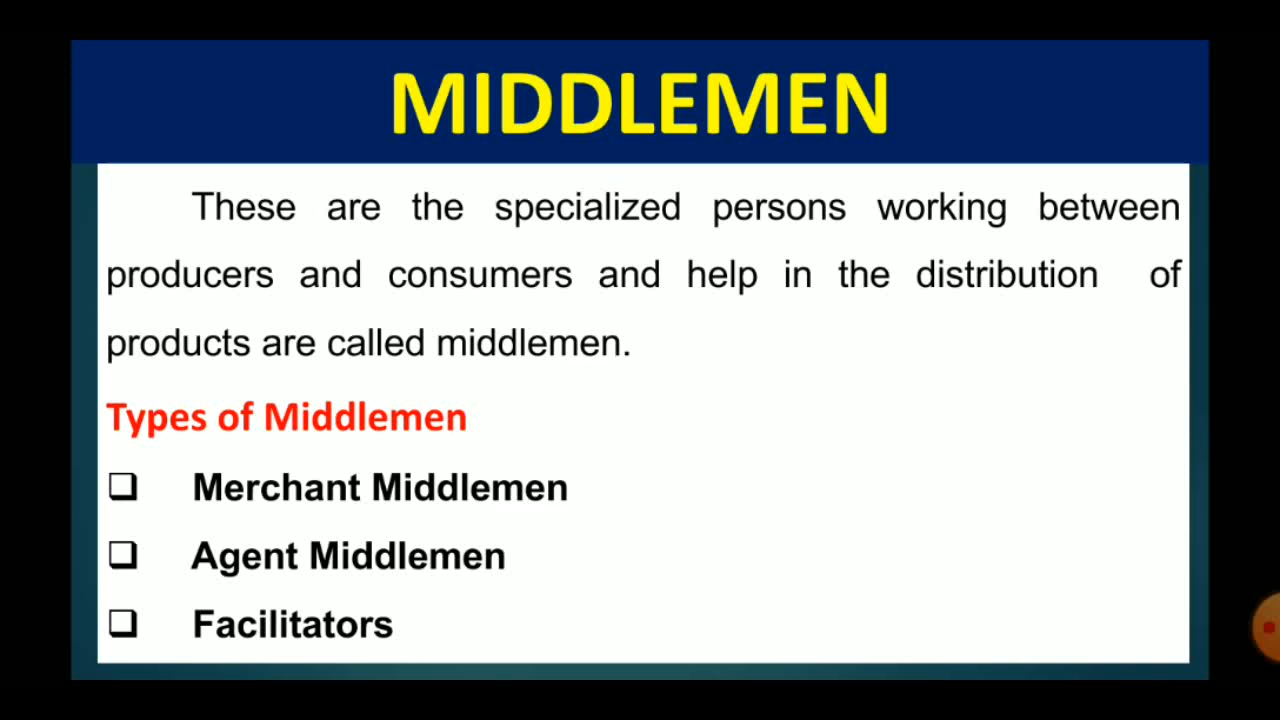 MIDDLEMEN
These are the specialized persons working between
producers and consumers and help in the distribution of
products are called middlemen.
Types of Middlemen
❑ Merchant Middlemen
❑ Agent Middlemen
❑ Facilitators